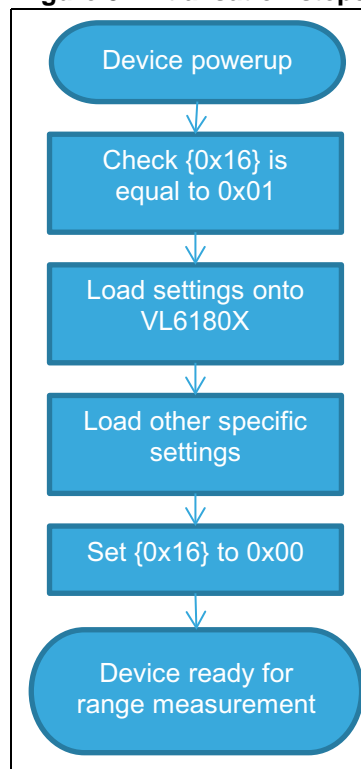 Device powerup
Check {0x16} is
equal to 0x01
Load settings onto
VL6180X
Load other specific
settings
Set {0x16} to 0x00
Device ready for
range measurement